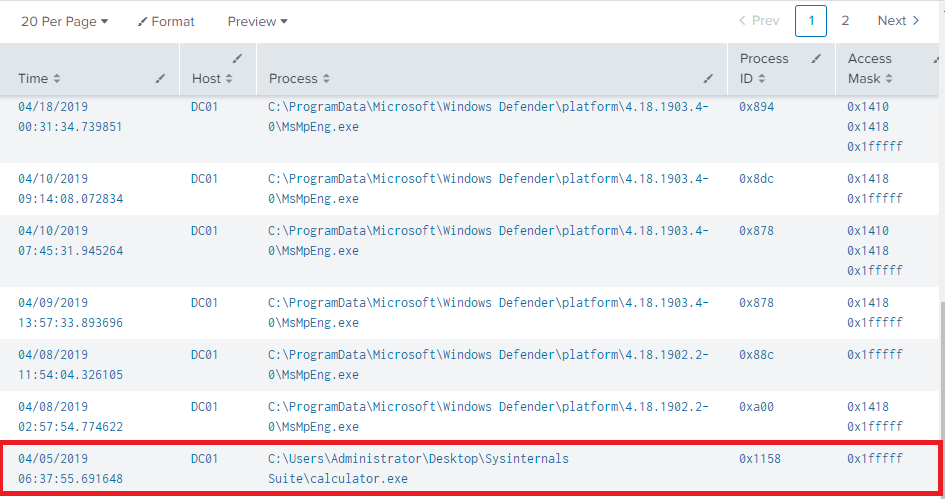 20 Per Page Format Preview Prev 1 2 Next
Process Access
Time Host Process ID Mask
04/18/2019 DC01 C:\ProgramData\Microsoft\Windows Defender\platform\4.18.1903.4- 0x894 0x1410
00:31:34.739851 0\MsMpEng.exe 0x1418
0x1fffff
04/10/2019 DC01 C:\ProgramData\Microsoft\Windows Defender\platform\4.18.1903.4- 0x8dc 0x1418
09:14:08.072834 0\MsMpEng.exe 0x1fffff
04/10/2019 DC01 C:\ProgramData\Microsoft\Windows Defender\platform\4.18.1903.4- 0x878 0x1410
07:45:31.945264 0\MsMpEng.exe 0x1418
0x1fffff
04/09/2019 DC01 C:\ProgramData\Microsoft\Windows Defender\platform\4.18.1903.4- 0x878 0x1418
13:57:33.893696 0\MsMpEng.exe 0x1fffff
04/08/2019 DC01 C:\ProgramData\Microsoft\Windows Defender\platform\4.18.1902.2- 0x88c 0x1fffff
11:54:04.326105 0\MsMpEng.exe
04/08/2019 DC01 C:\ProgramData\Microsoft\Windows Defender\platform\4.18.1902.2- 0xa00 0x1418
02:57:54.774622 0\MsMpEng.exe 0x1fffff
04/05/2019 DC01 C:\Users\Administrator\Desktop\Sysinternals 0x1158 0x1fffff
06:37:55.691648 Suite\calculator.exe